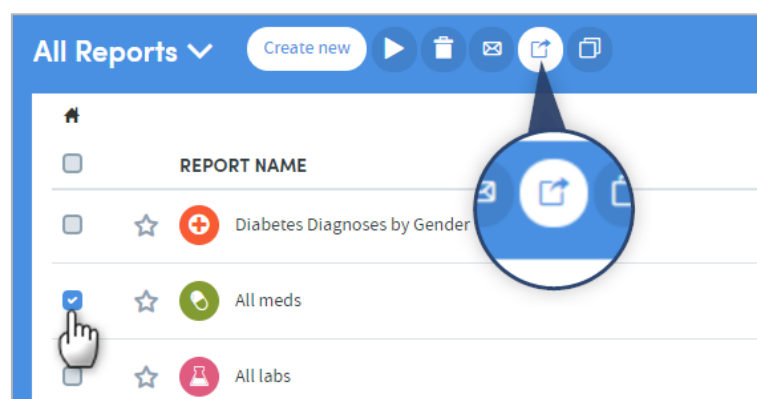 All Reports Create new
REPORT NAME
Diabetes Diagnoses by Gender
All meds
All labs